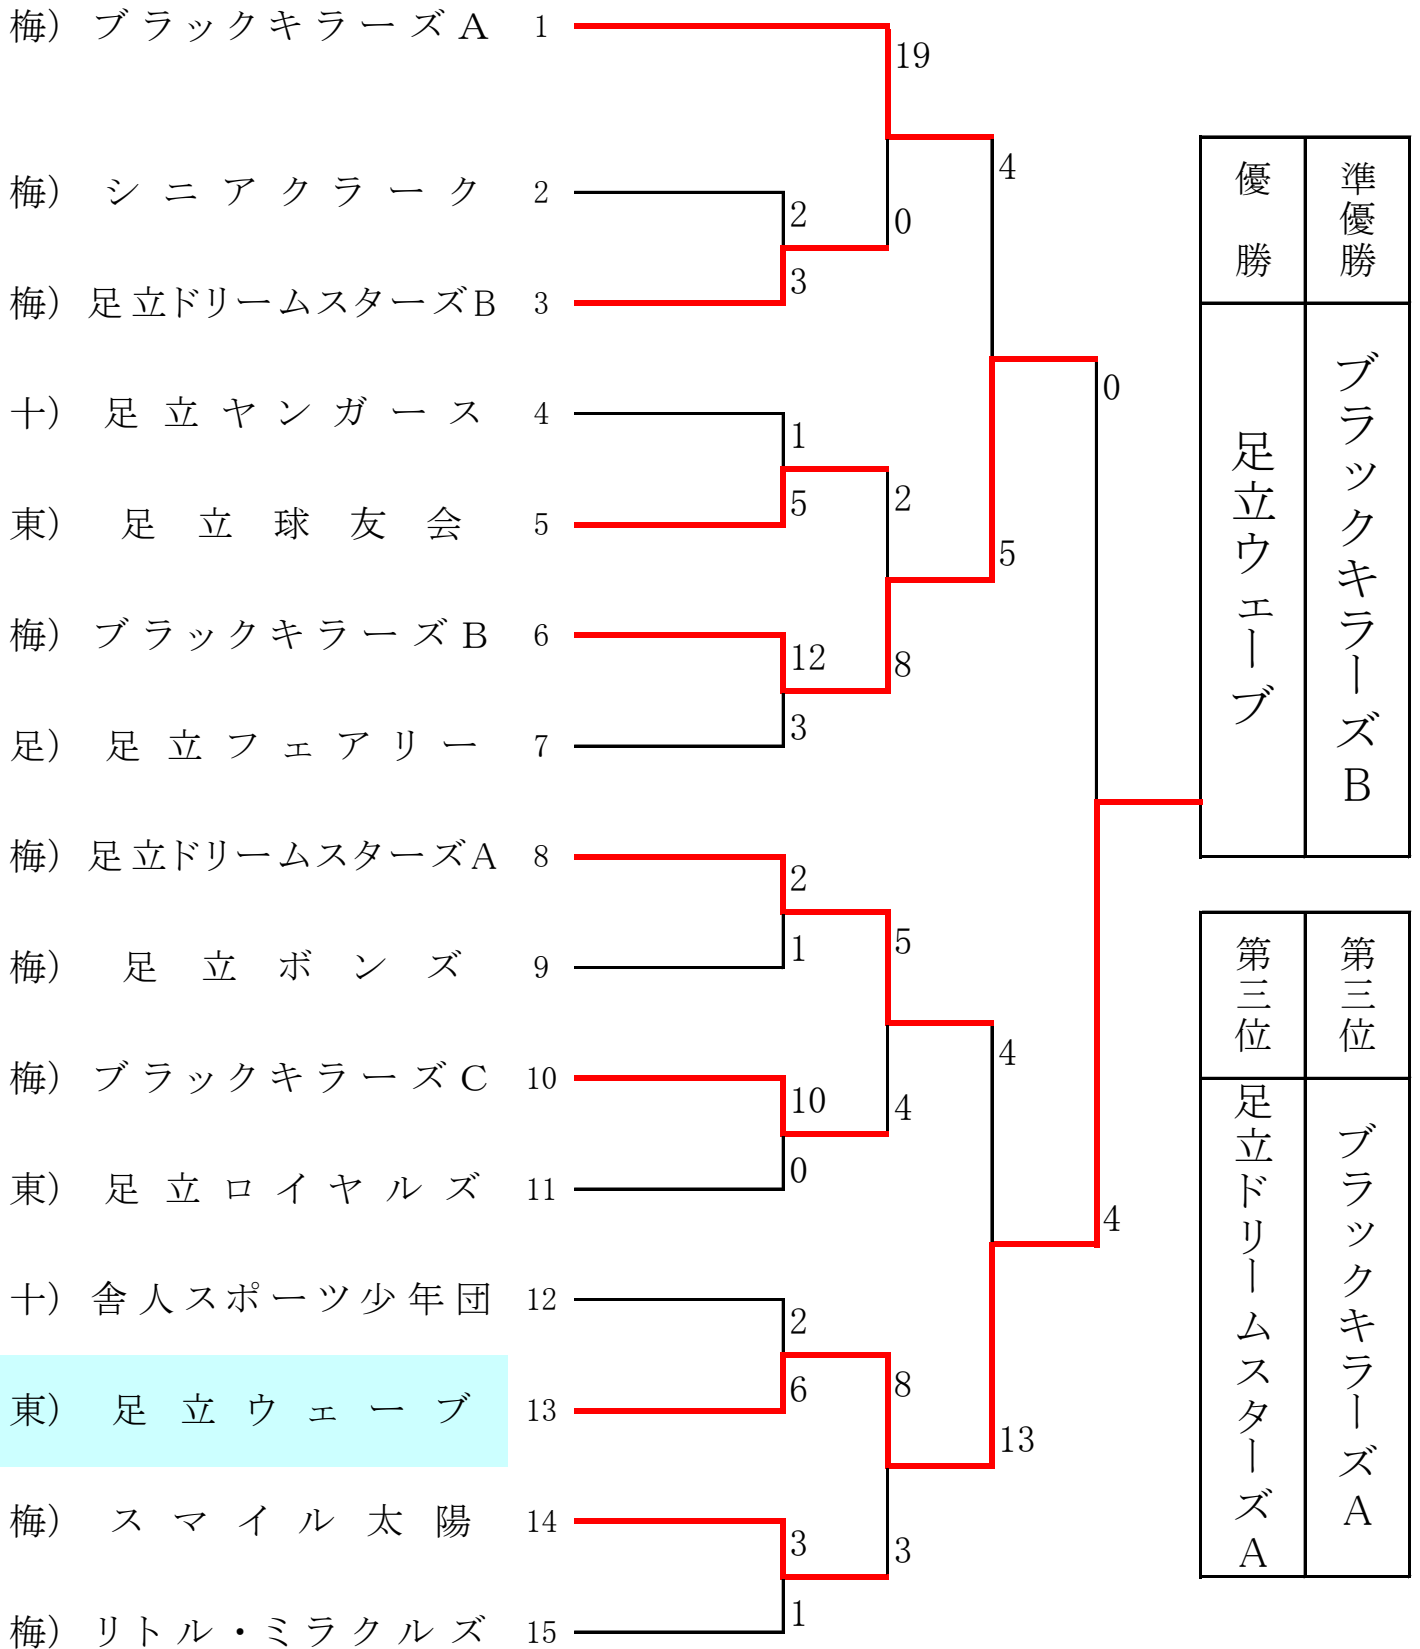 梅）ブラックキラーズA 1
19
4
梅）シニアクラーク 2
2
0
梅）足立ドリームスターズB 3
3
十）足立ヤンガース 4
1
0
東）足立球友会 5
5
2
5
梅）ブラックキラーズB 6
12
8
足）足立フェアリー 7
3
梅）足立ドリームスターズA 8
2
梅）足立ボンズ 9
1
5
4
梅）ブラックキラーズC 10
10
4
東）足立ロイヤルズ 11
0
4
十）舎人スポーツ少年団 12
2
東）足立ウェーブ 13
6
8
13
梅）スマイル太陽 14
3
3
梅）リトル・ミラクルズ 15
1
優勝
足立ウェーブ
準優勝
ブラックキラーズB
第三位
足立ドリームスターズA
第三位
ブラックキラーズA